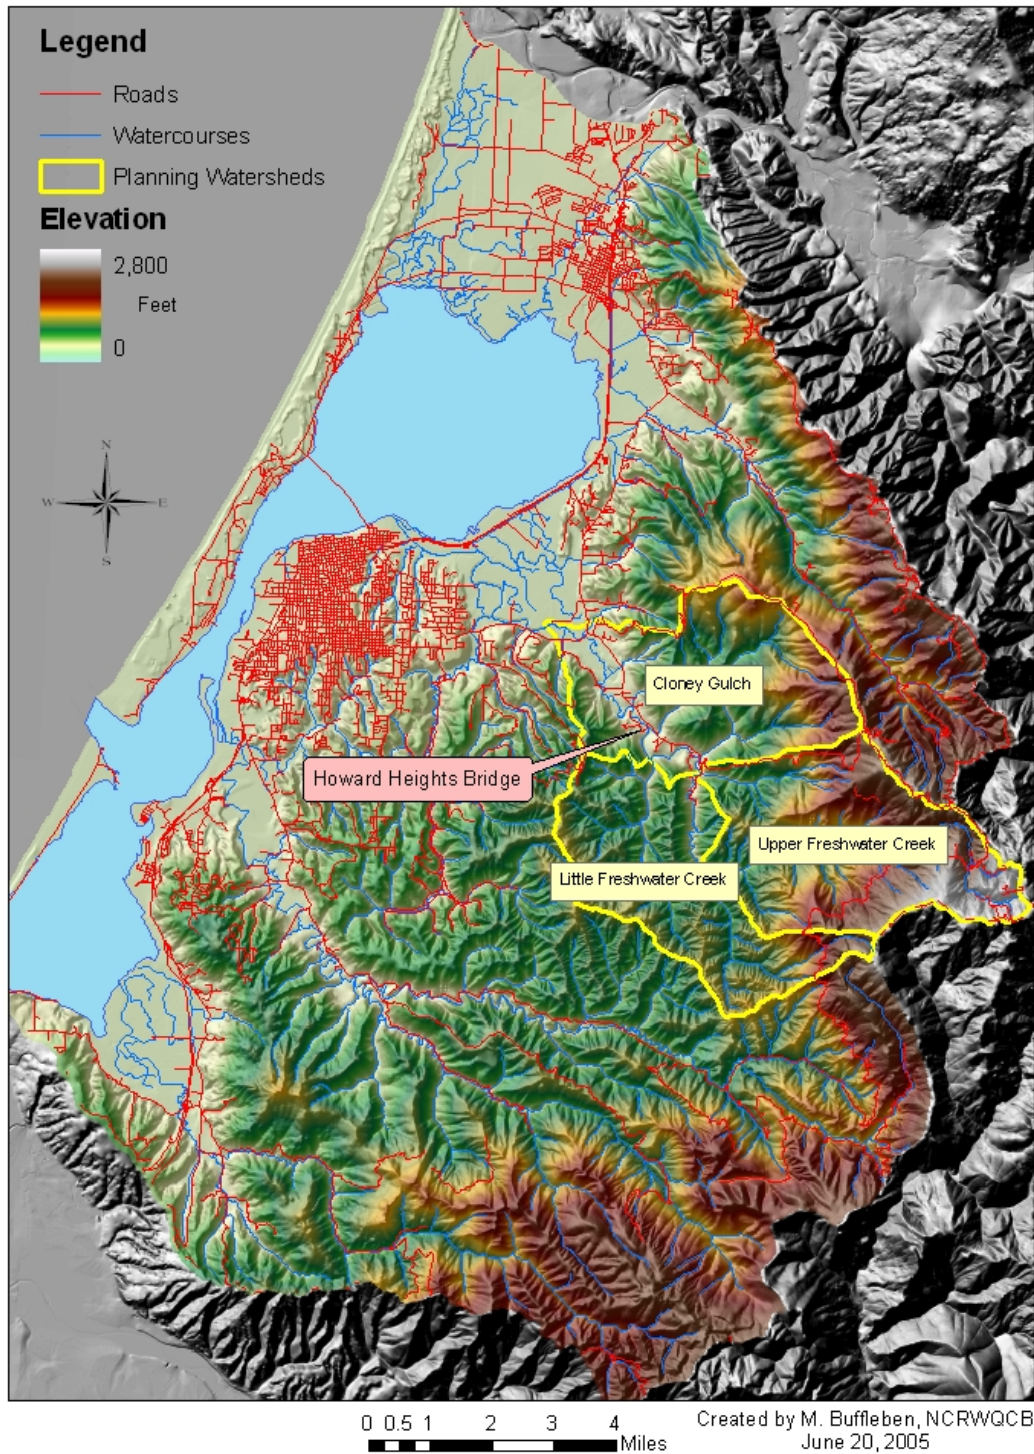 Legend
Roads
Watercourses
Planning Watersheds
Elevation
2,800
Feet
0
N
W E
S
Cloney Gulch
Howard Heights Bridge
Upper Freshwater Creek
Little Freshwater Creek
0 0.5 1 2 3 4
Miles
Created by M. Buffleben, NCRWQCB
June 20, 2005